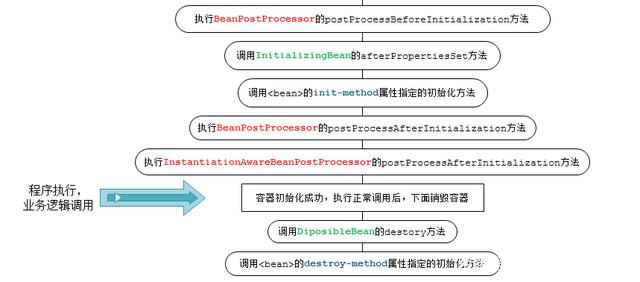 执行BeanPostProcessor的postProcessBeforeInitialization方法
调用InitializingBean的afterPropertiesSet方法
调用<bean>的init-method属性指定的初始化方法
执行BeanPostProcessor的postProcessAfterInitialization方法
执行InstantiationAwareBeanPostProcessor的postProcessAfterInitialization方法
程序执行，
业务逻辑调用
容器初始化成功，执行正常调用后，下面销毁容器
调用DiposibleBean的destory方法
调用<bean>的destroy-method属性指定的初始化方法